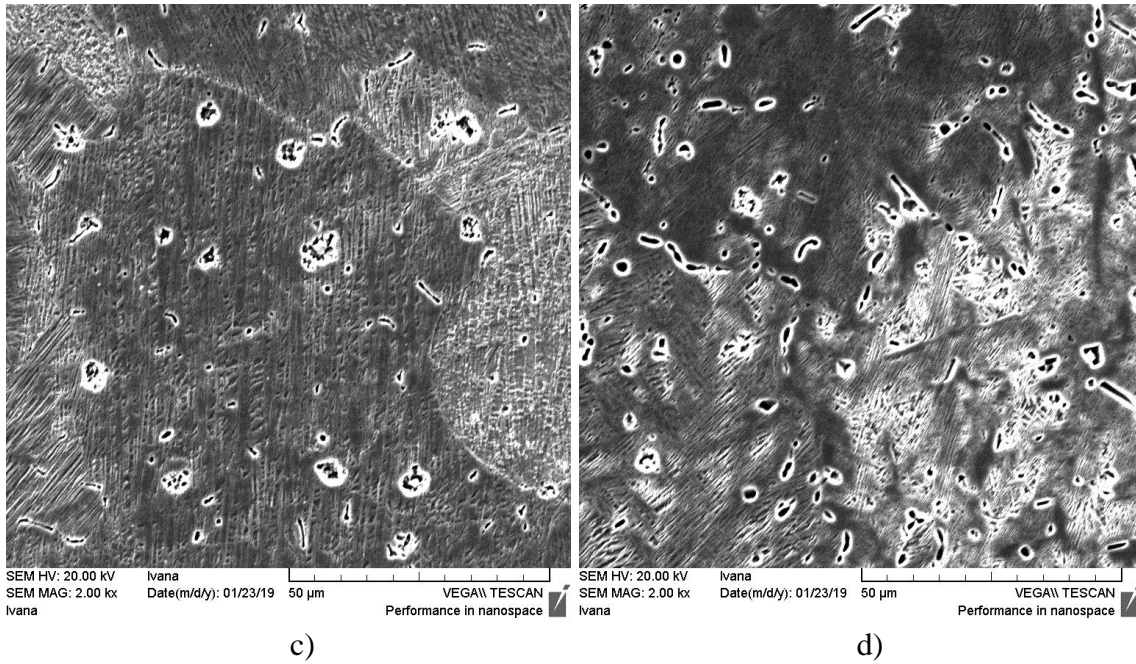 SEM HV: 20.00 kV Ivana
SEM MAG: 2.00 kx Date(m/d/y): 01/23/19 50 µm VEGA\\ TESCAN
Ivana Performance in nanospace
SEM HV: 20.00 kV Ivana
SEM MAG: 2.00 kx Date(m/d/y): 01/23/19 50 µm VEGA\\ TESCAN
Ivana Performance in nanospace
c)
d)